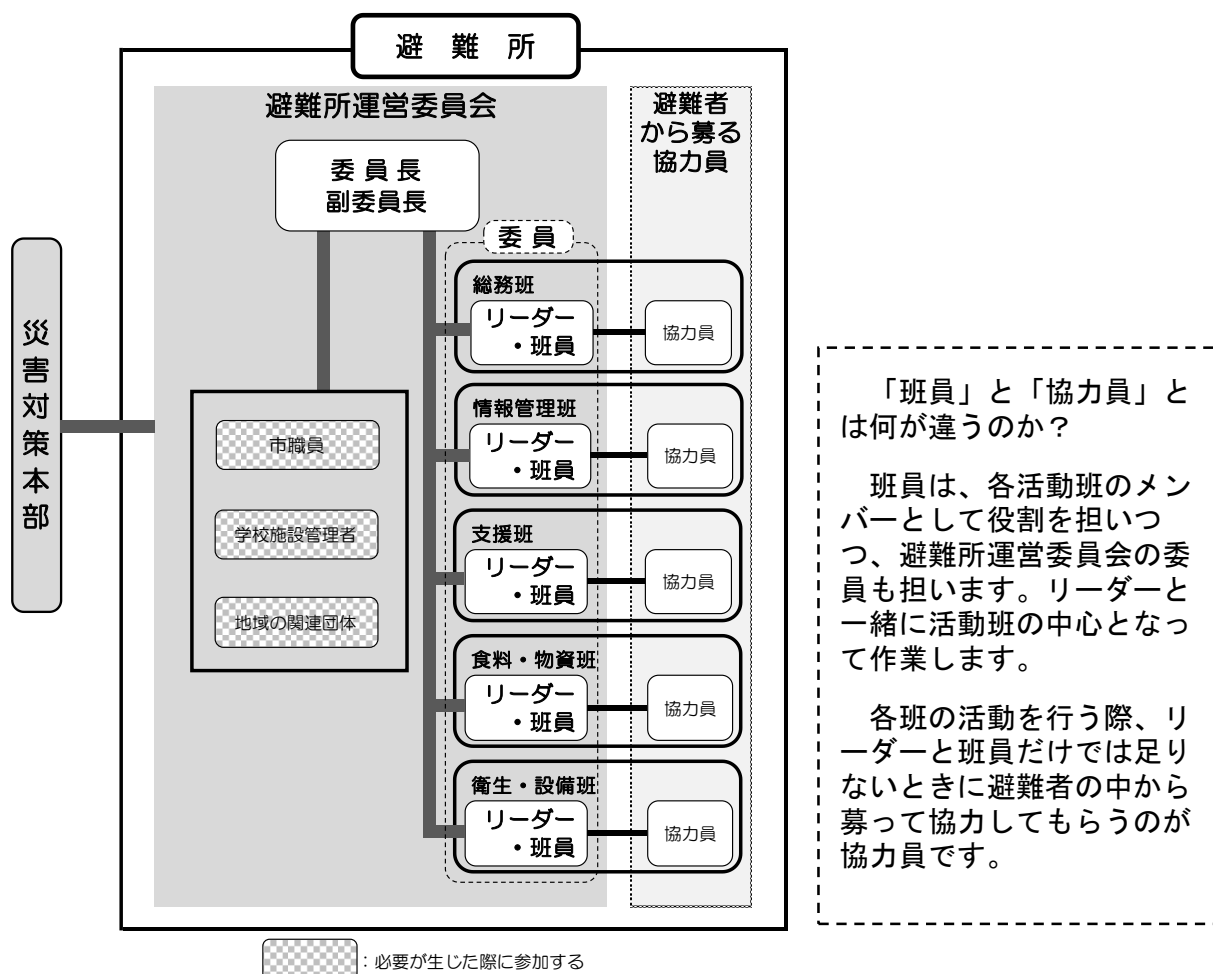 避難所
避難所運営委員会
避難者
から募る
協力員
委員長
副委員長
委員
災害対策本部
総務班
リーダー
・班員
協力員
情報管理班
リーダー
・班員
協力員
市職員
学校施設管理者
地域の関連団体
支援班
リーダー
・班員
協力員
食料・物資班
リーダー
・班員
協力員
衛生・設備班
リーダー
・班員
協力員
:必要が生じた際に参加する
「班員」と「協力員」と
は何が違うのか?
班員は、各活動班のメン
バーとして役割を担いつ
つ、避難所運営委員会の委
員も担います。リーダーと
一緒に活動班の中心となっ
て作業します。
各班の活動を行う際、リ
ーダーと班員だけでは足り
ないときに避難者の中から
募って協力してもらうのが
協力員です。